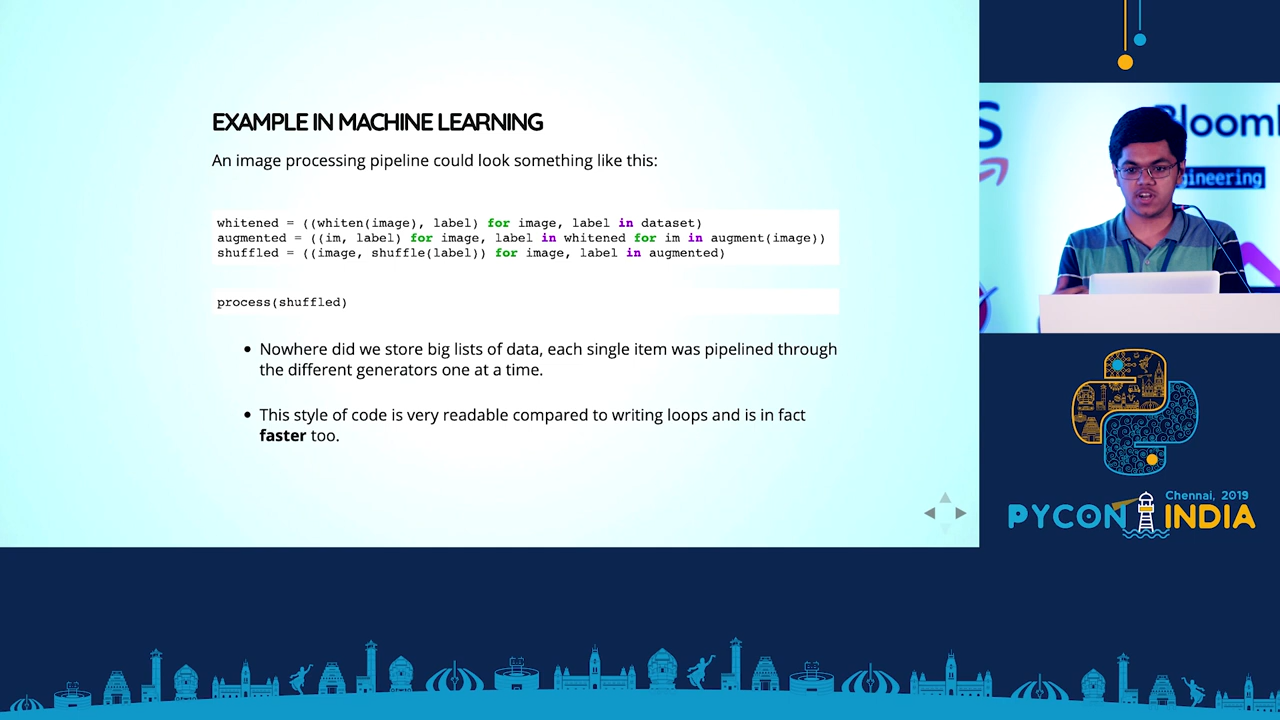 EXAMPLE IN MACHINE LEARNING
An image processing pipeline could look something like this:
whitened = ((whiten(image), label) for image, label in dataset)
augmented = ((im, label) for image, label in whitened for im in augment(image))
shuffled = ((image, shuffle(label)) for image, label in augmented)
process(shuffled)
• Nowhere did we store big lists of data, each single item was pipelined through
the different generators one at a time.
• This style of code is very readable compared to writing loops and is in fact
faster too.
S
Bloom
gineering
Chennai, 2019
PYCON INDIA